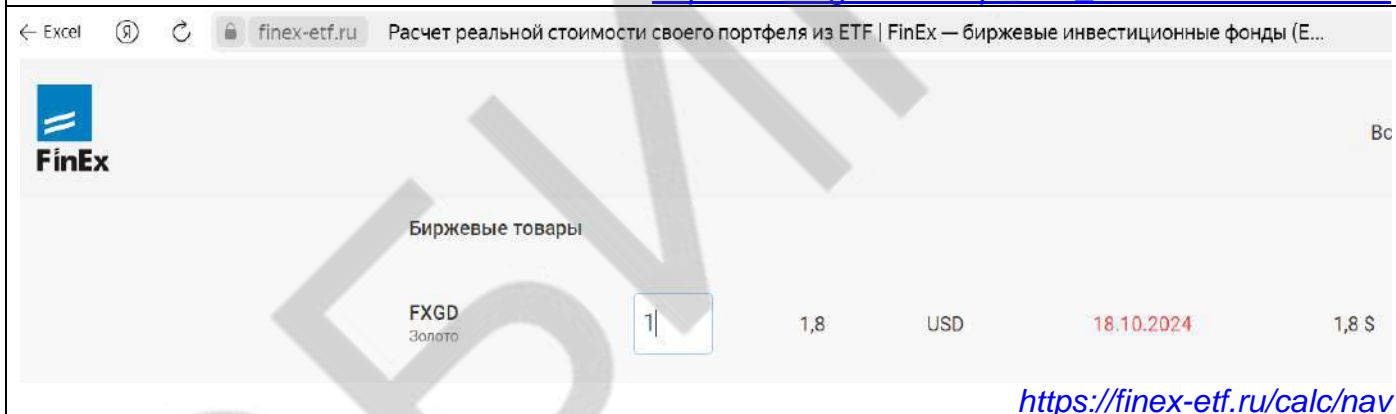 ← Excel Я finex-etf.ru Расчет реальной стоимости своего портфеля из ETF | FinEx — биржевые инвестиционные фонды (E...
FinEx
Вс
Биржевые товары
FXGD 1 1,8 USD 18.10.2024 1,8 $
Золото
https://finex-etf.ru/calc/nav